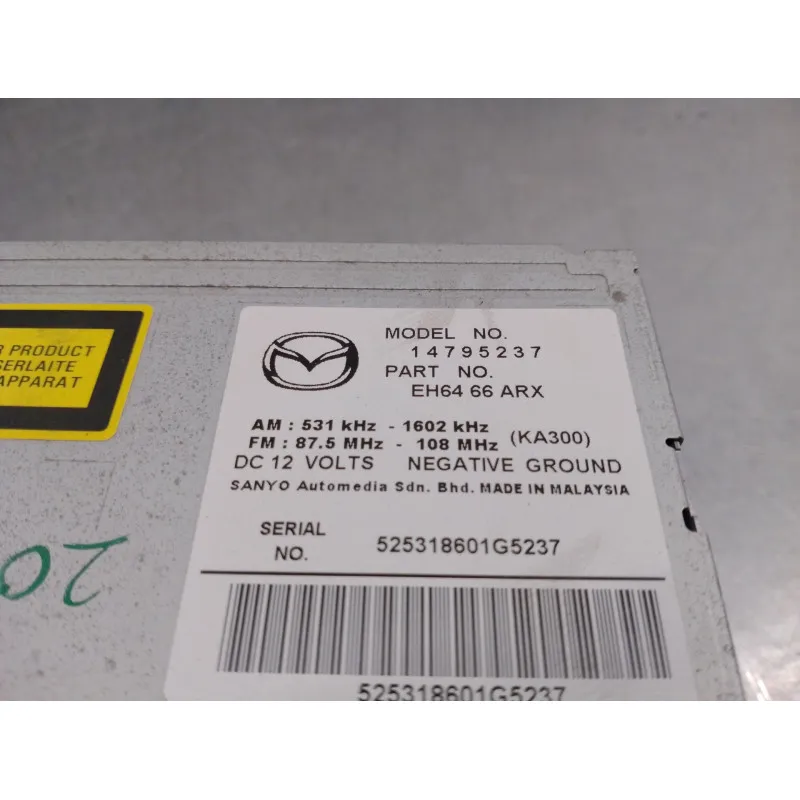 R PRODUCT
SERLAITE
APPARAT
MODEL NO.
14795237
PART NO.
EH64 66 ARX
AM : 531 kHz - 1602 kHz
FM : 87.5 MHz - 108 MHz (KA300)
DC 12 VOLTS NEGATIVE GROUND
SANYO Automedia Sdn. Bhd. MADE IN MALAYSIA
SERIAL
NO. 525318601G5237
20
525318601G5237